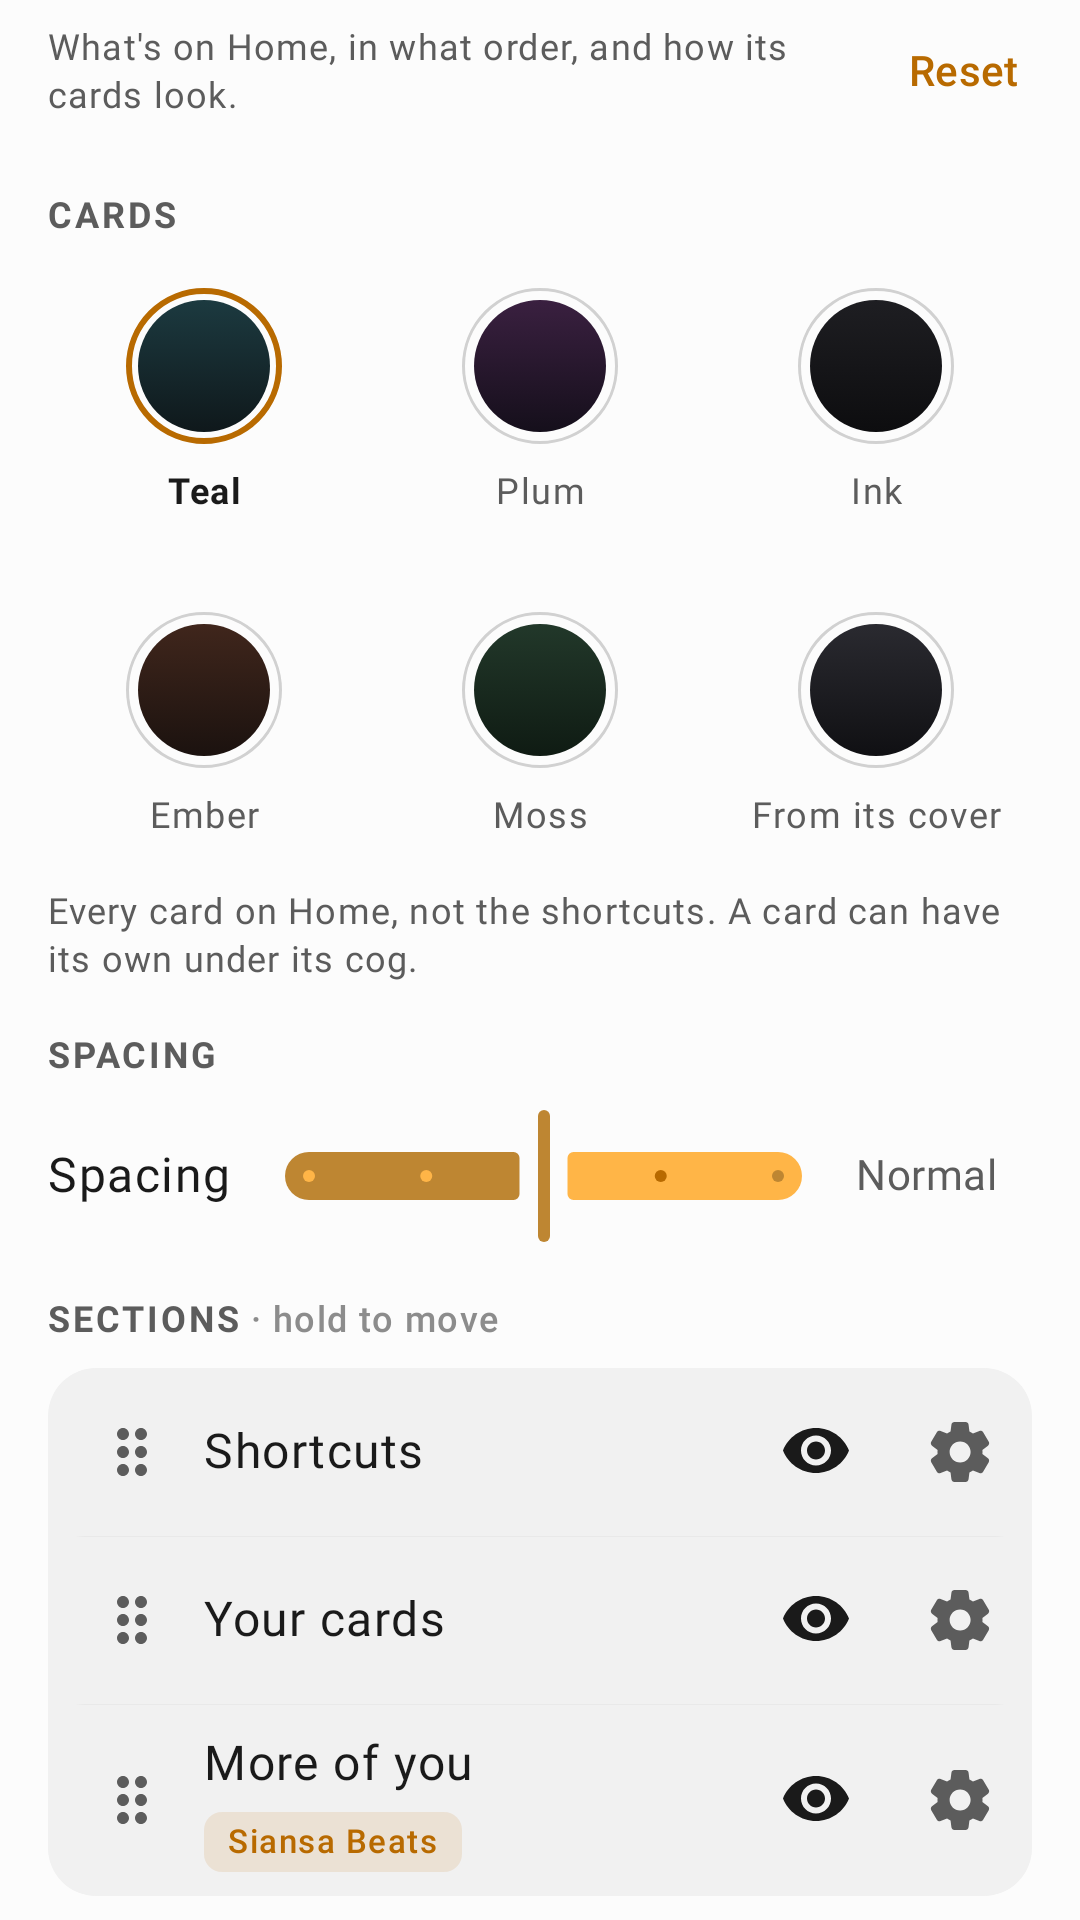 What's on Home, in what order, and how its
cards look.
Reset
CARDS
Teal
Plum
Ink
Ember
Moss
From its cover
Every card on Home, not the shortcuts. A card can have
its own under its cog.
SPACING
Spacing
Normal
SECTIONS · hold to move
Shortcuts
Your cards
More of you
Siansa Beats